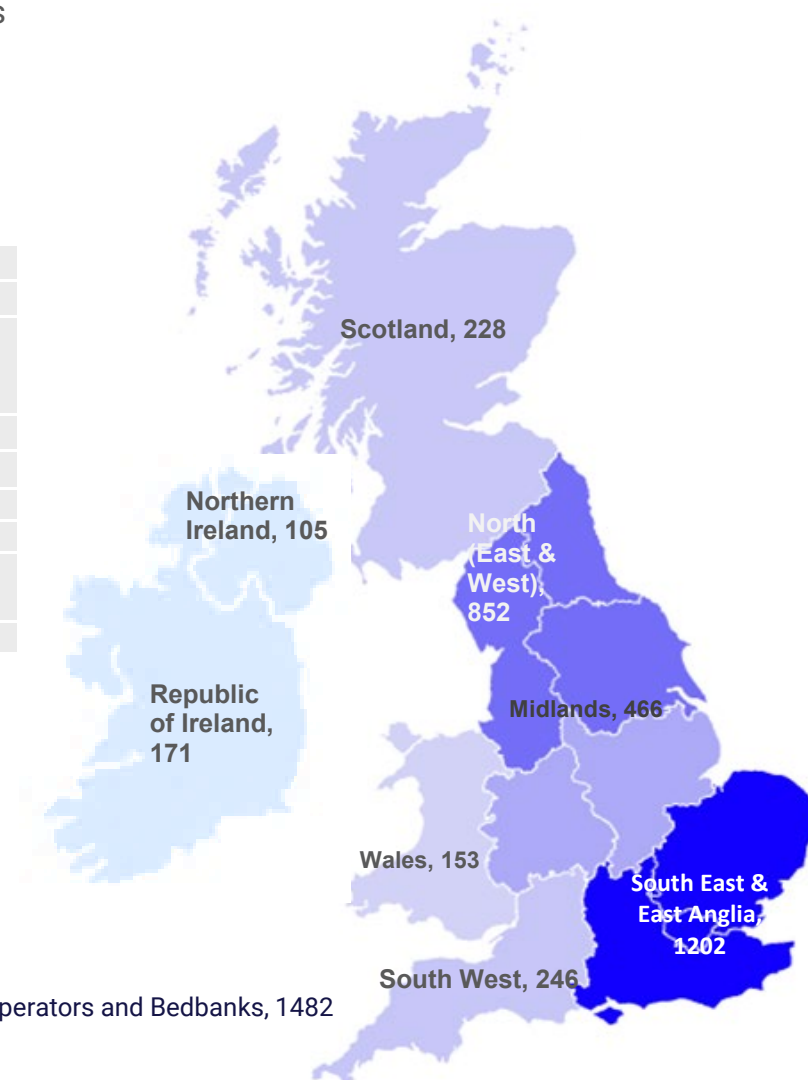 s
Scotland, 228
Northern
Ireland, 105
North
(East &
West),
852
Republic
of Ireland,
171
Midlands, 466
Wales, 153
South East &
East Anglia,
1202
South West, 246
perators and Bedbanks, 1482